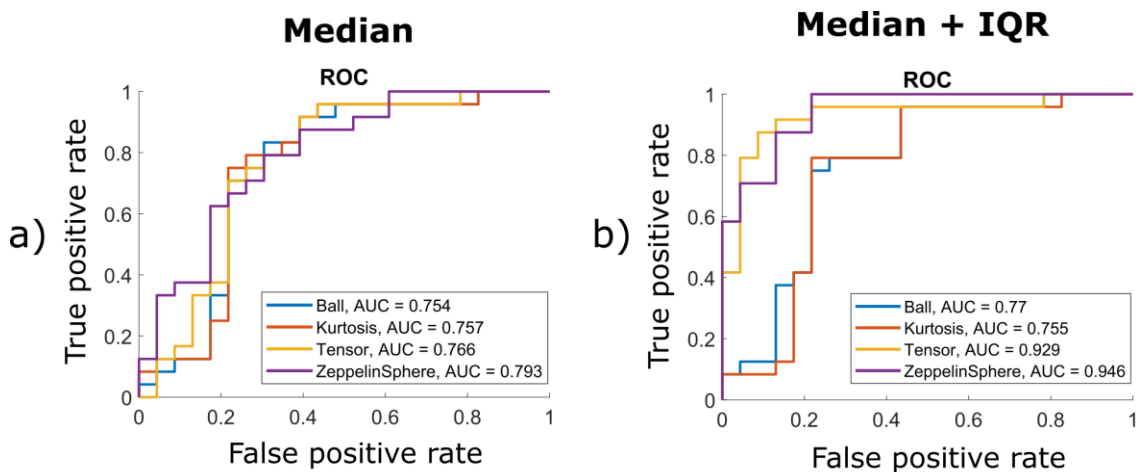 Median
ROC
a)
True positive rate
1
0.8
0.6
0.4
0.2
0
Ball, AUC = 0.754
Kurtosis, AUC = 0.757
Tensor, AUC = 0.766
ZeppelinSphere, AUC = 0.793
0 0.2 0.4 0.6 0.8 1
False positive rate
Median + IQR
ROC
b)
True positive rate
1
0.8
0.6
0.4
0.2
0
Ball, AUC = 0.77
Kurtosis, AUC = 0.755
Tensor, AUC = 0.929
ZeppelinSphere, AUC = 0.946
0 0.2 0.4 0.6 0.8 1
False positive rate